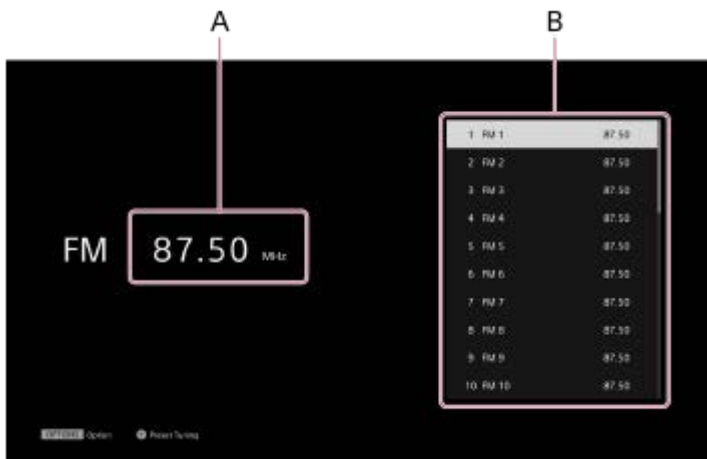 A
B
FM 87.50 MHz
1 FM 1 87.50
2 FM 2 87.50
3 FM 3 87.50
4 FM 4 87.50
5 FM 5 87.50
6 FM 6 87.50
7 FM 7 87.50
8 FM 8 87.50
9 FM 9 87.50
10 FM 10 87.50
OPTIONS Option Preset Tuning